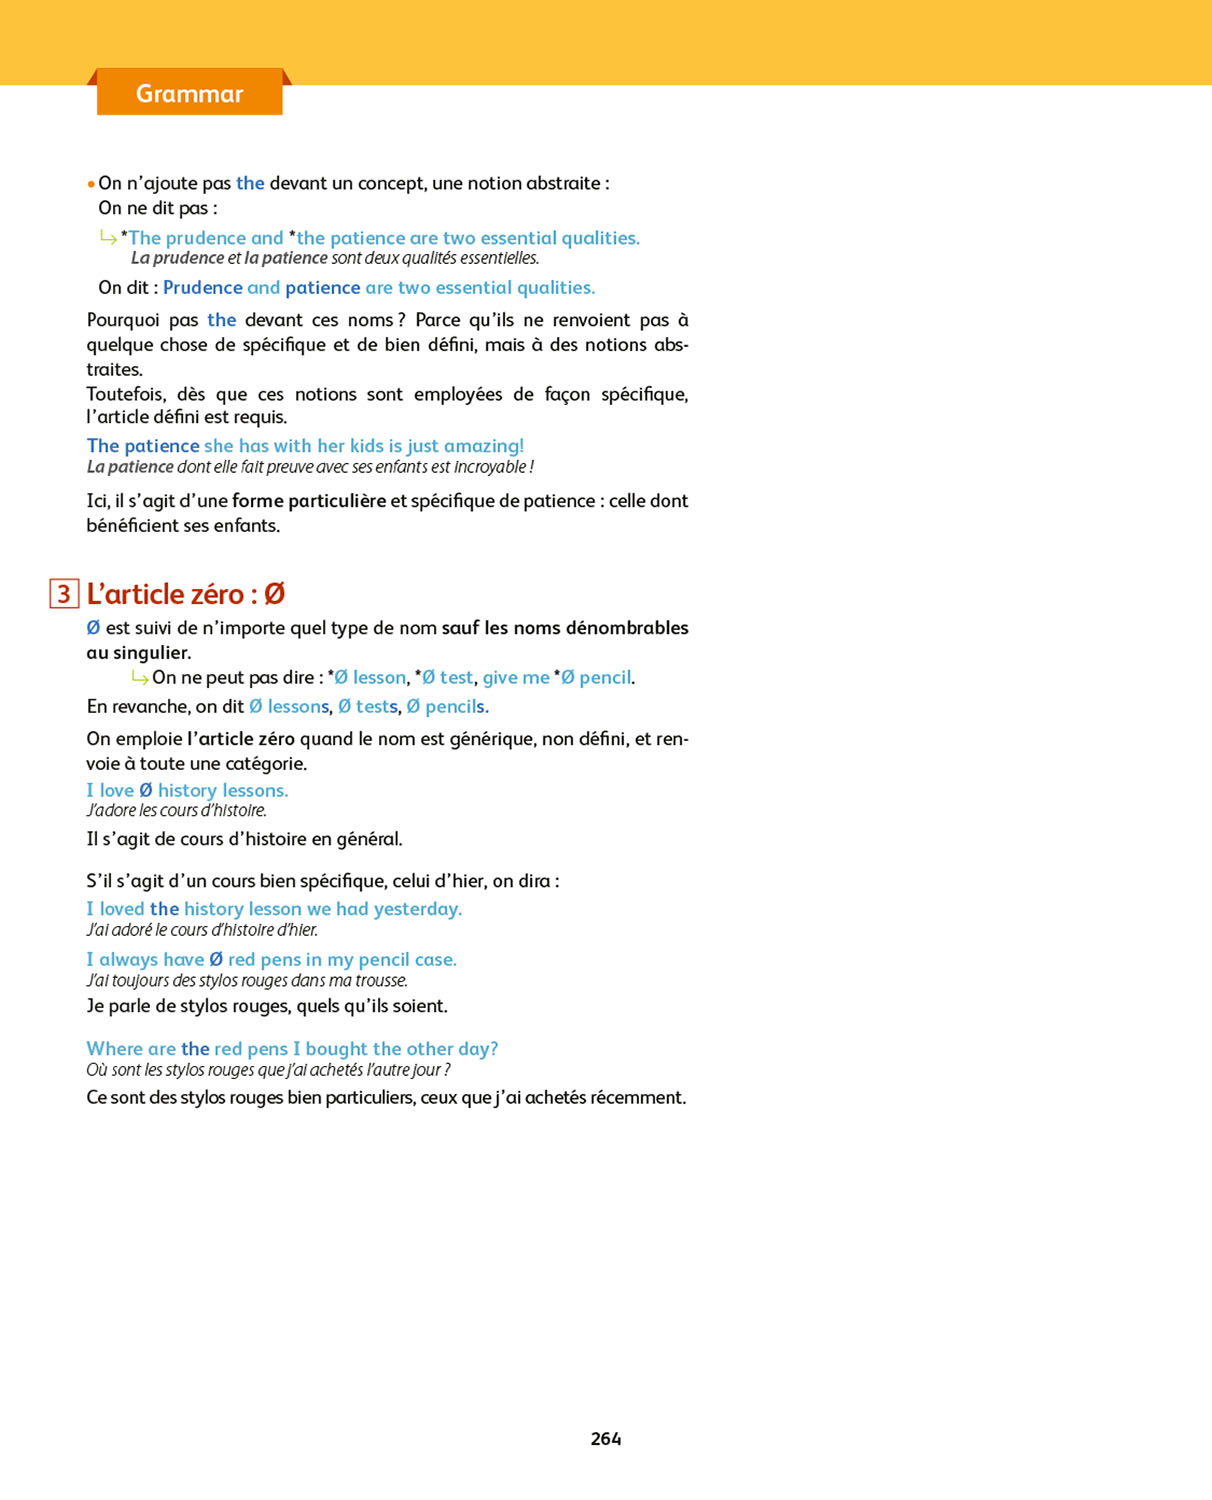 Grammar
• On n’ajoute pas the devant un concept, une notion abstraite :
On ne dit pas :
↳ *The prudence and *the patience are two essential qualities.
La prudence et la patience sont deux qualités essentielles.
On dit : Prudence and patience are two essential qualities.
Pourquoi pas the devant ces noms ? Parce qu’ils ne renvoient pas à
quelque chose de spécifique et de bien défini, mais à des notions abs-
traites.
Toutefois, dès que ces notions sont employées de façon spécifique,
l’article défini est requis.
The patience she has with her kids is just amazing!
La patience dont elle fait preuve avec ses enfants est incroyable !
Ici, il s’agit d’une forme particulière et spécifique de patience : celle dont
bénéficient ses enfants.
3 L’article zéro : Ø
Ø est suivi de n’importe quel type de nom sauf les noms dénombrables
au singulier.
↳ On ne peut pas dire : *Ø lesson, *Ø test, give me *Ø pencil.
En revanche, on dit Ø lessons, Ø tests, Ø pencils.
On emploie l’article zéro quand le nom est générique, non défini, et ren-
voie à toute une catégorie.
I love Ø history lessons.
J’adore les cours d’histoire.
Il s’agit de cours d’histoire en général.
S’il s’agit d’un cours bien spécifique, celui d’hier, on dira :
I loved the history lesson we had yesterday.
J’ai adoré le cours d’histoire d’hier.
I always have Ø red pens in my pencil case.
J’ai toujours des stylos rouges dans ma trousse.
Je parle de stylos rouges, quels qu’ils soient.
Where are the red pens I bought the other day?
Où sont les stylos rouges que j’ai achetés l’autre jour ?
Ce sont des stylos rouges bien particuliers, ceux que j’ai achetés récemment.
264